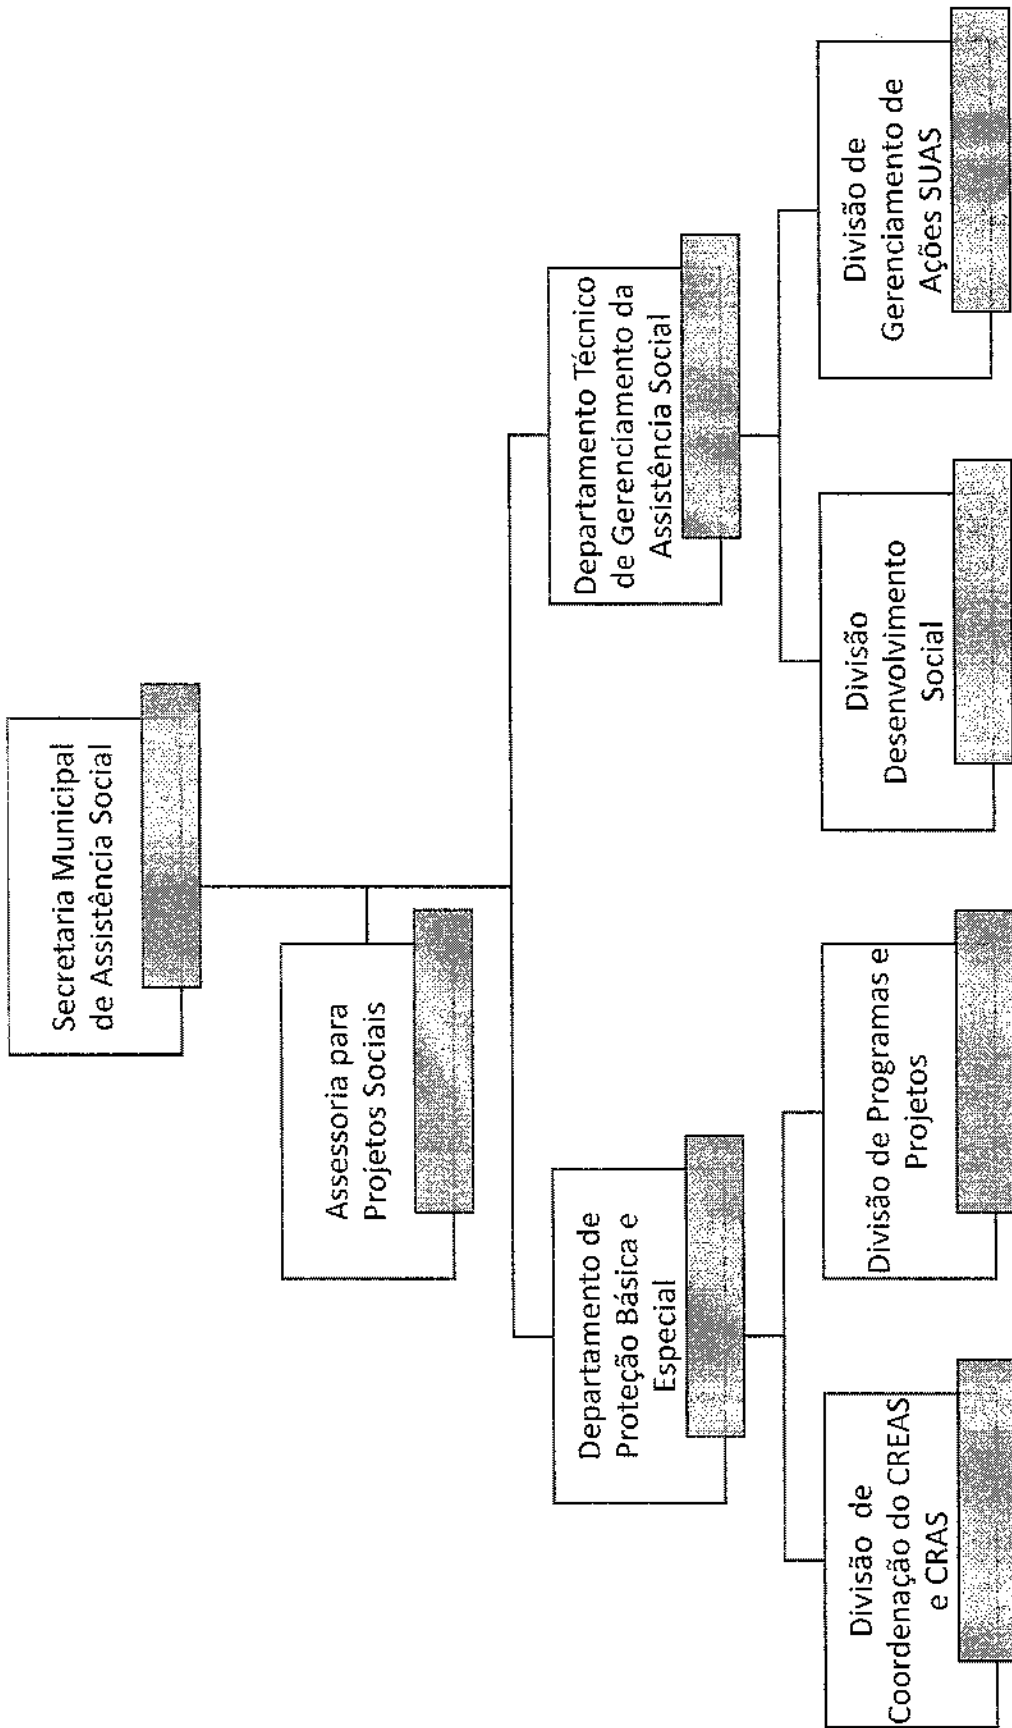 Secretaria Municipal
de Assistência Social
Assessoria para
Projetos Sociais
Departamento de
Proteção Básica e
Especial
Departamento Técnico
de Gerenciamento da
Assistência Social
Divisão de
Coordenação do CREAS
e CRAS
Divisão de Programas e
Projetos
Divisão
Desenvolvimento
Social
Divisão de
Gerenciamento de
Ações SUAS